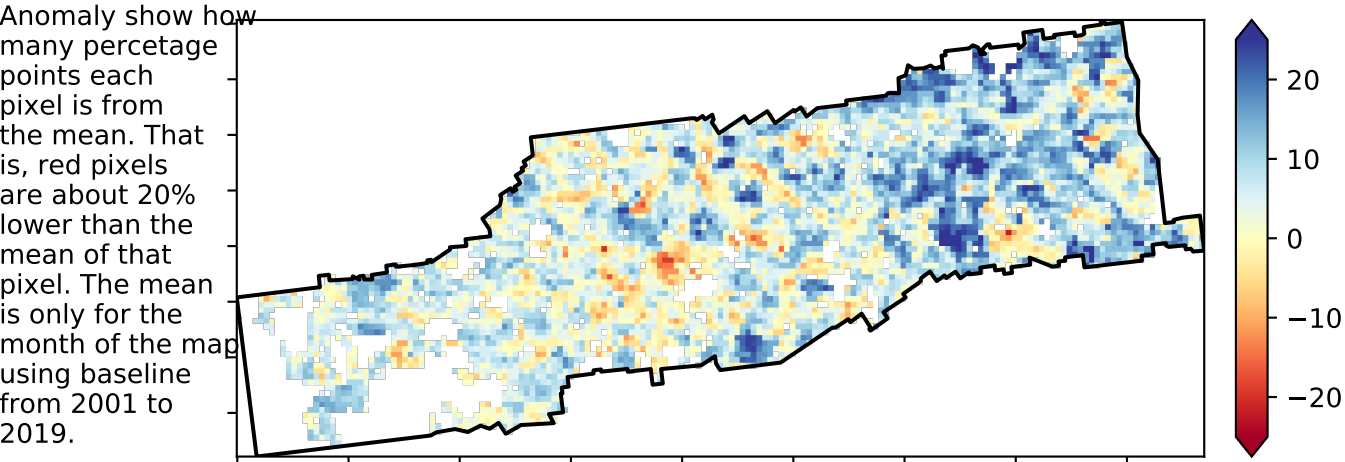 Anomaly show how
many percetage
points each
pixel is from
the mean. That
is, red pixels
are about 20%
lower than the
mean of that
pixel. The mean
is only for the
month of the map
using baseline
from 2001 to
2019.
20
10
0
−10
−20